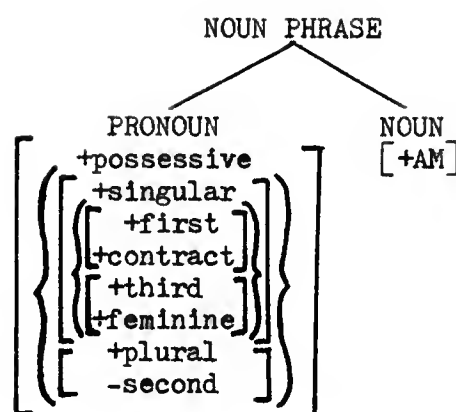 NOUN PHRASE
PRONOUN NOUN
+possessive [+AM]
+singular
+first
+contract
+third
+feminine
+plural
-second